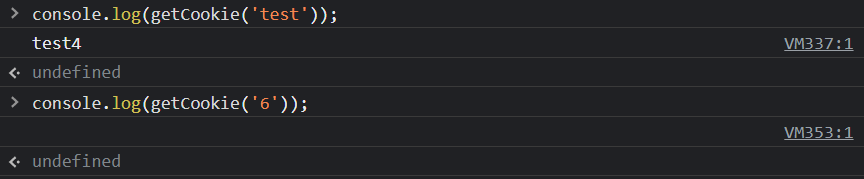 > console.log(getCookie('test'));
test4 VM337:1
undefined
> console.log(getCookie('6'));
VM353:1
undefined